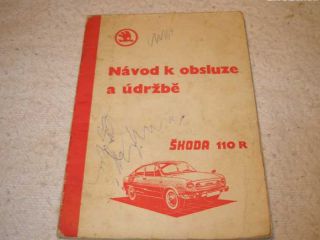 Návod k obsluze
a údržbě
ŠKODA 110 R